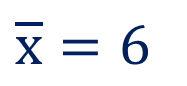 x̅ = 6